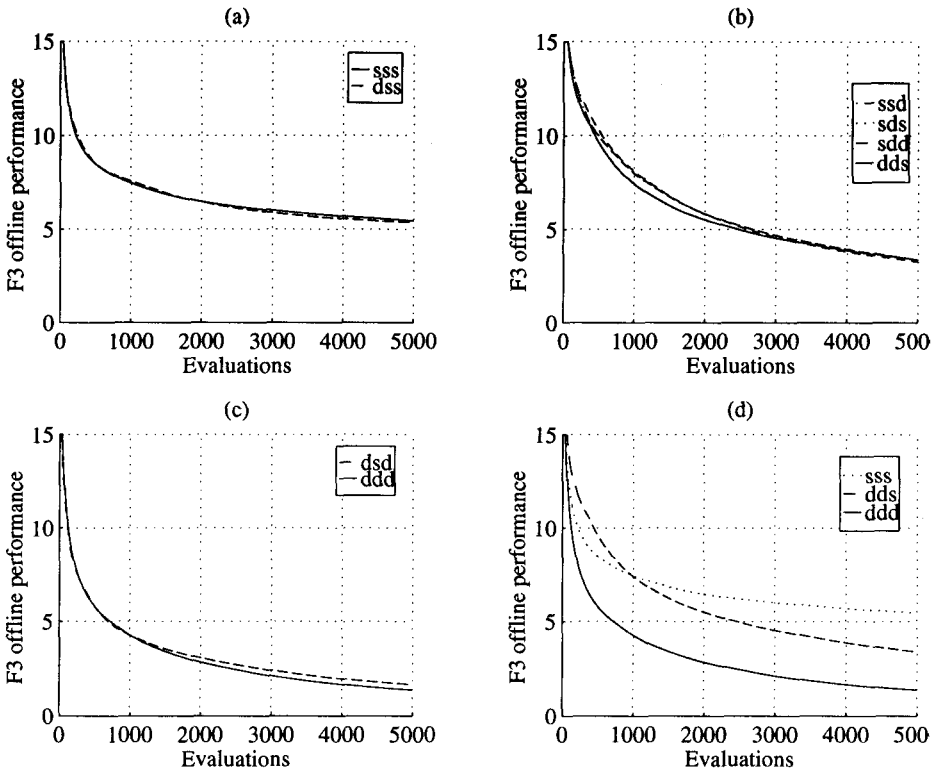 (a)
F3 offline performance
15
10
5
0
sss
dss
0 1000 2000 3000 4000 5000
Evaluations
(b)
F3 offline performance
15
10
5
0
ssd
sds
sdd
dds
0 1000 2000 3000 4000 500
Evaluations
(c)
F3 offline performance
15
10
5
0
dsd
ddd
0 1000 2000 3000 4000 5000
Evaluations
(d)
F3 offline performance
15
10
5
0
sss
dds
ddd
0 1000 2000 3000 4000 500
Evaluations